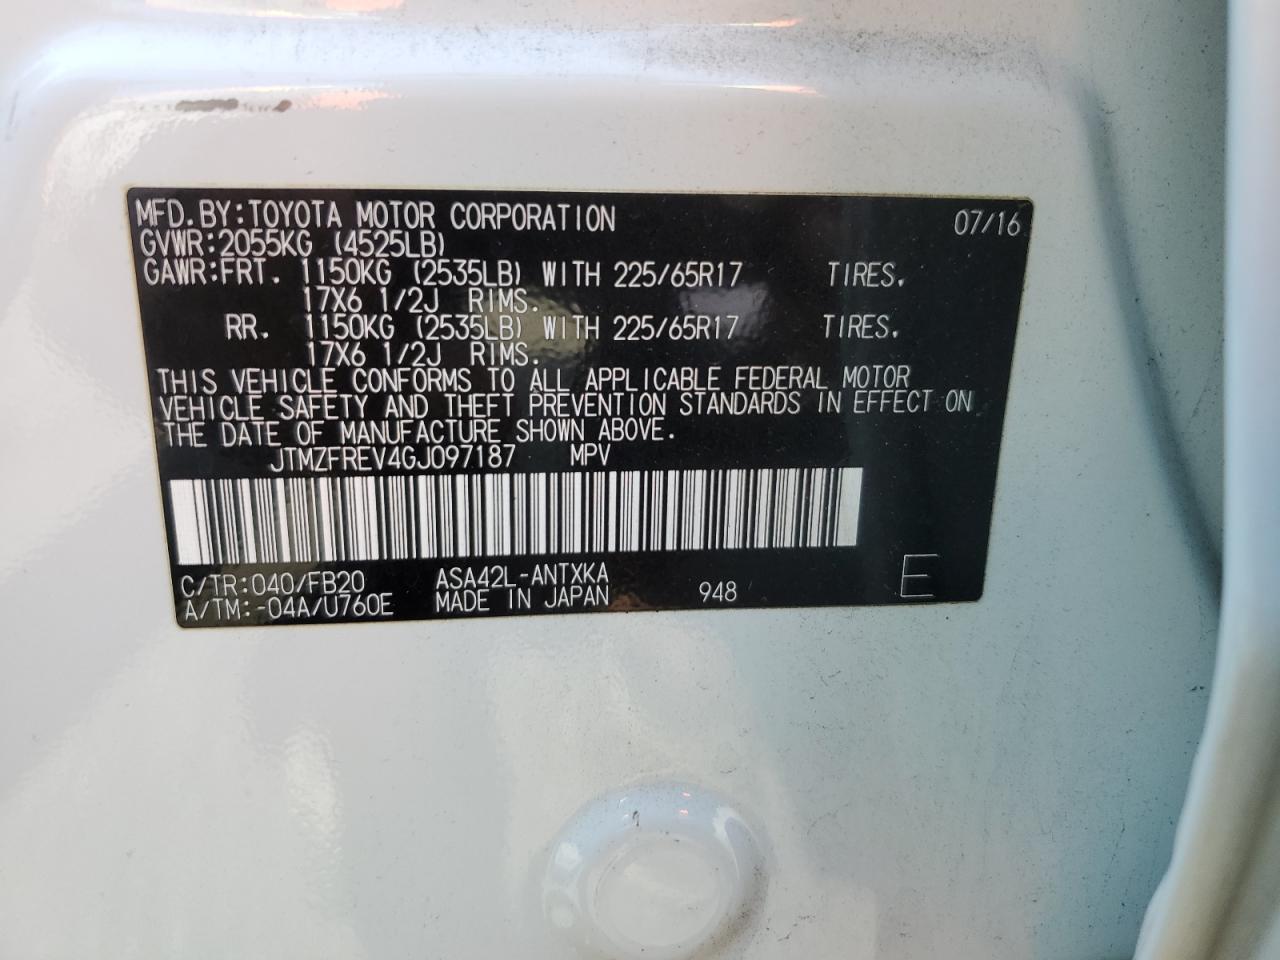 MFD.BY:TOYOTA MOTOR CORPORATION 07/16
GVWR:2055KG (4525LB)
GAWR:FRT. 1150KG (2535LB) WITH 225/65R17 TIRES.
17X6 1/2J RIMS.
RR. 1150KG (2535LB) WITH 225/65R17 TIRES.
17X6 1/2J RIMS.
THIS VEHICLE CONFORMS TO ALL APPLICABLE FEDERAL MOTOR
VEHICLE SAFETY AND THEFT PREVENTION STANDARDS IN EFFECT ON
THE DATE OF MANUFACTURE SHOWN ABOVE.
JTMZFREV4GJ097187 MPV
C/TR:040/FB20 ASA42L-ANTXKA 948 E
A/TM:-04A/U760E MADE IN JAPAN